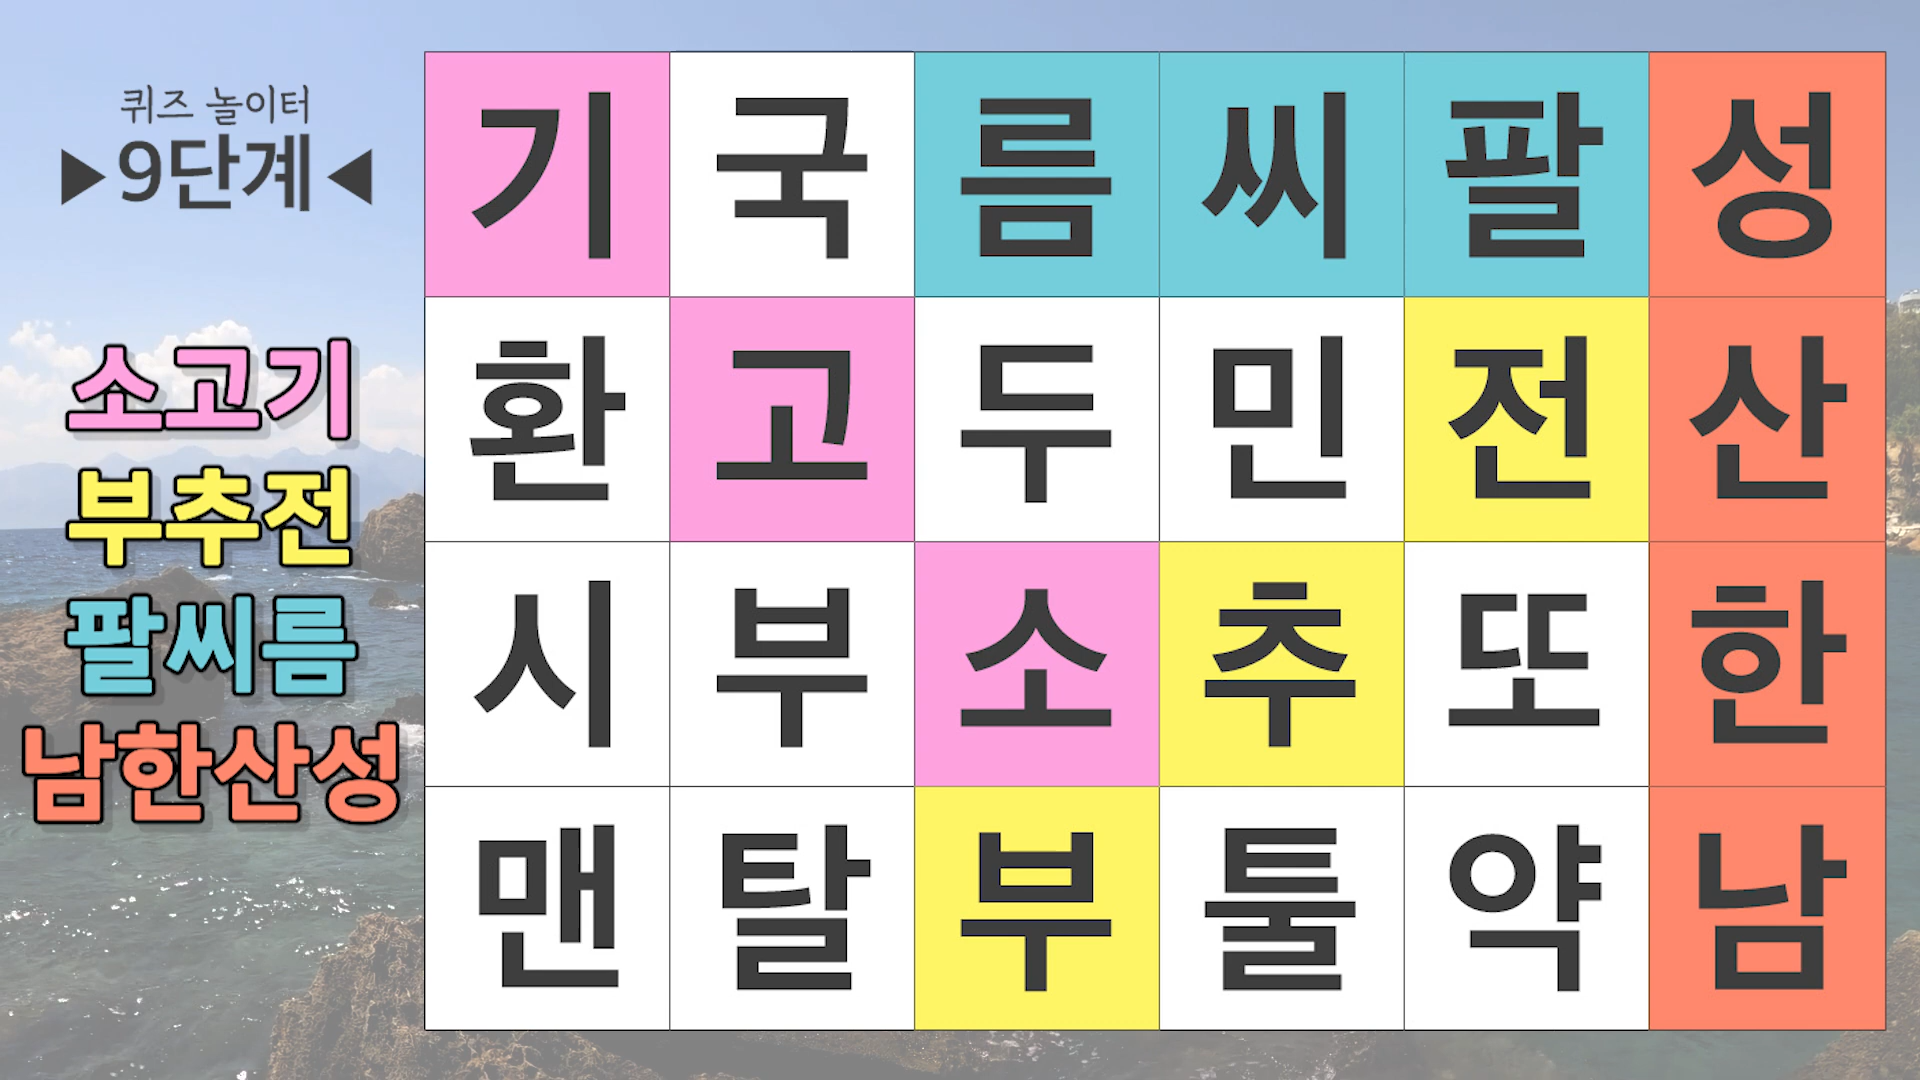 퀴즈 놀이터
▶9단계◀
소고기
부추전
팔씨름
남한산성
기 국 름 씨 팔 성
환 고 두 민 전 산
시 부 소 추 또 한
맨 탈 부 툴 약 남